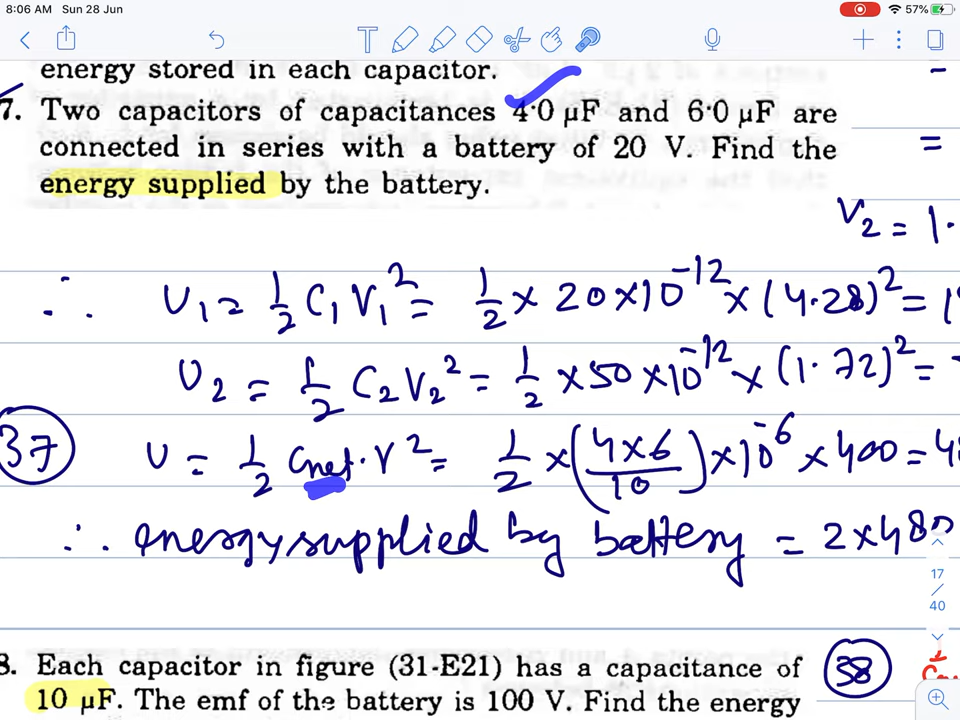 8:06 AM Sun 28 Jun
57%
energy stored in each capacitor.
7. Two capacitors of capacitances 4·0 μF and 6·0 μF are
connected in series with a battery of 20 V. Find the
energy supplied by the battery.
V₂ = 1.
∴ U₁ = 1/2 C₁ V₁² = 1/2 × 20 × 10⁻¹² × (4.28)² =
U₂ = 1/2 C₂ V₂² = 1/2 × 50 × 10⁻¹² × (1.72)² =
37 U = 1/2 Cnet · V² = 1/2 × (4×6/10) × 10⁻⁶ × 400 = 48
∴ energy supplied by battery = 2 × 480
17
/
40
8. Each capacitor in figure (31-E21) has a capacitance of 38
10 μF. The emf of the battery is 100 V. Find the energy